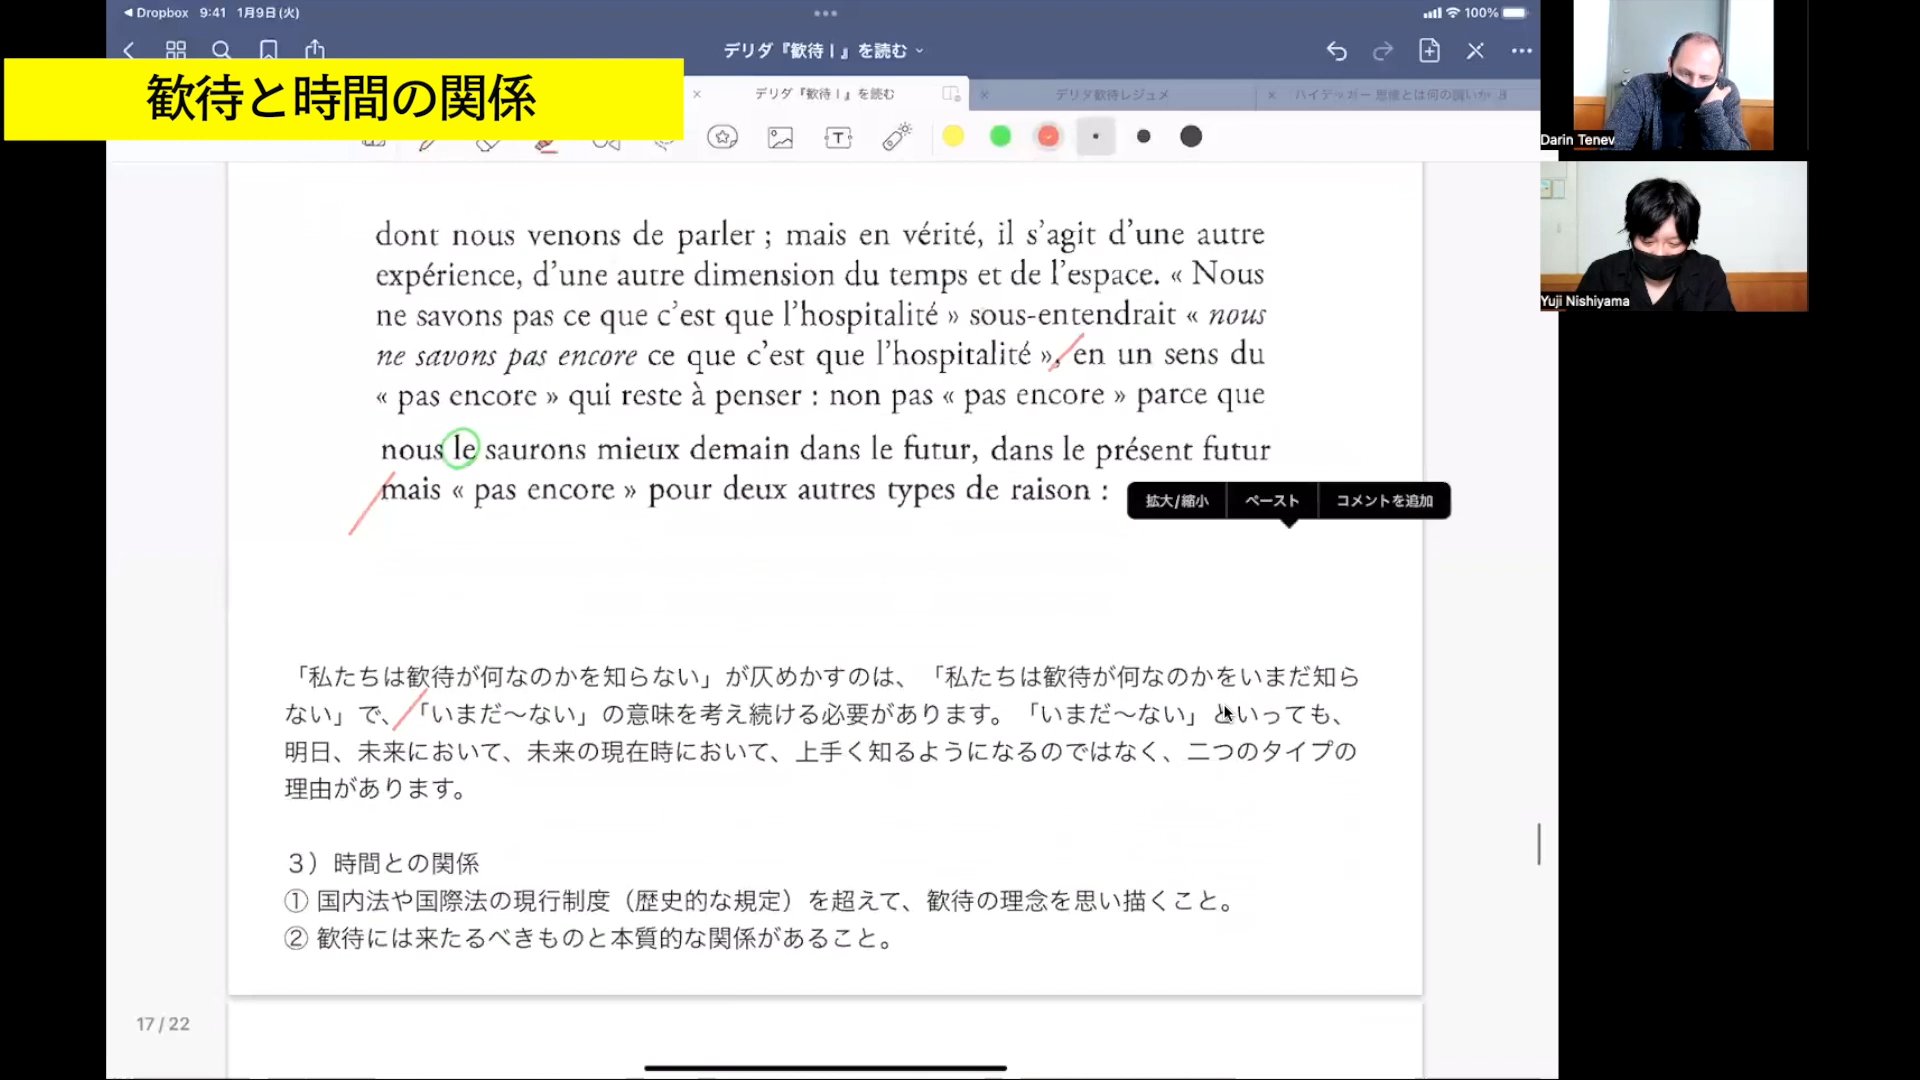 Dropbox 9:41 1月9日(火)
100%
デリダ『歓待Ⅰ』を読む
歓待と時間の関係
デリダ『歓待Ⅰ』を読む
デリダ歓待レジュメ
ハイデッガー 思惟とは何の
dont nous venons de parler ; mais en vérité, il s’agit d’une autre
expérience, d’une autre dimension du temps et de l’espace. « Nous
ne savons pas ce que c’est que l’hospitalité » sous-entendrait « nous
ne savons pas encore ce que c’est que l’hospitalité », en un sens du
« pas encore » qui reste à penser : non pas « pas encore » parce que
nous le saurons mieux demain dans le futur, dans le présent futur
mais « pas encore » pour deux autres types de raison :
拡大/縮小 ペースト コメントを追加
「私たちは歓待が何なのかを知らない」が仄めかすのは、「私たちは歓待が何なのかをいまだ知ら
ない」で、「いまだ〜ない」の意味を考え続ける必要があります。「いまだ〜ない」といっても、
明日、未来において、未来の現在時において、上手く知るようになるのではなく、二つのタイプの
理由があります。
３）時間との関係
① 国内法や国際法の現行制度（歴史的な規定）を超えて、歓待の理念を思い描くこと。
② 歓待には来たるべきものと本質的な関係があること。
17 / 22
Darin Tenev
Yuji Nishiyama